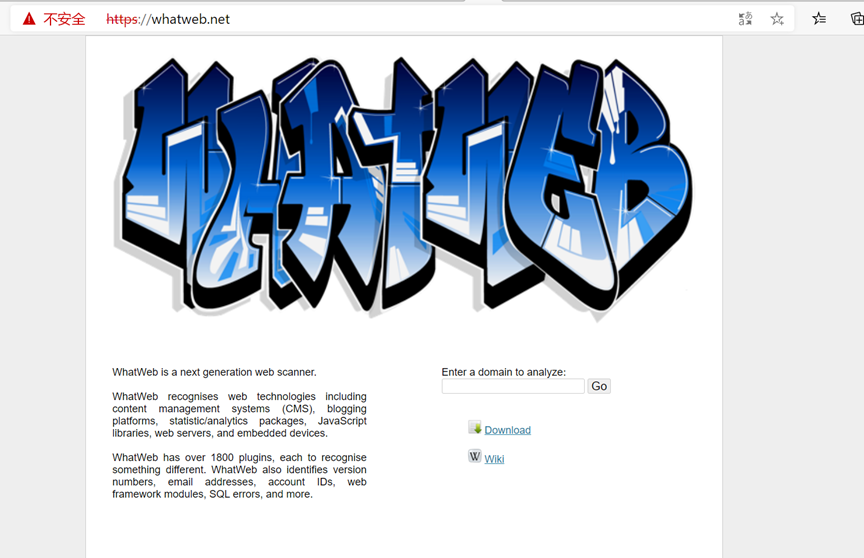 不安全 https://whatweb.net
WHATWEB
WhatWeb is a next generation web scanner.
WhatWeb recognises web technologies including
content management systems (CMS), blogging
platforms, statistic/analytics packages, JavaScript
libraries, web servers, and embedded devices.
WhatWeb has over 1800 plugins, each to recognise
something different. WhatWeb also identifies version
numbers, email addresses, account IDs, web
framework modules, SQL errors, and more.
Enter a domain to analyze:
Go
Download
W Wiki